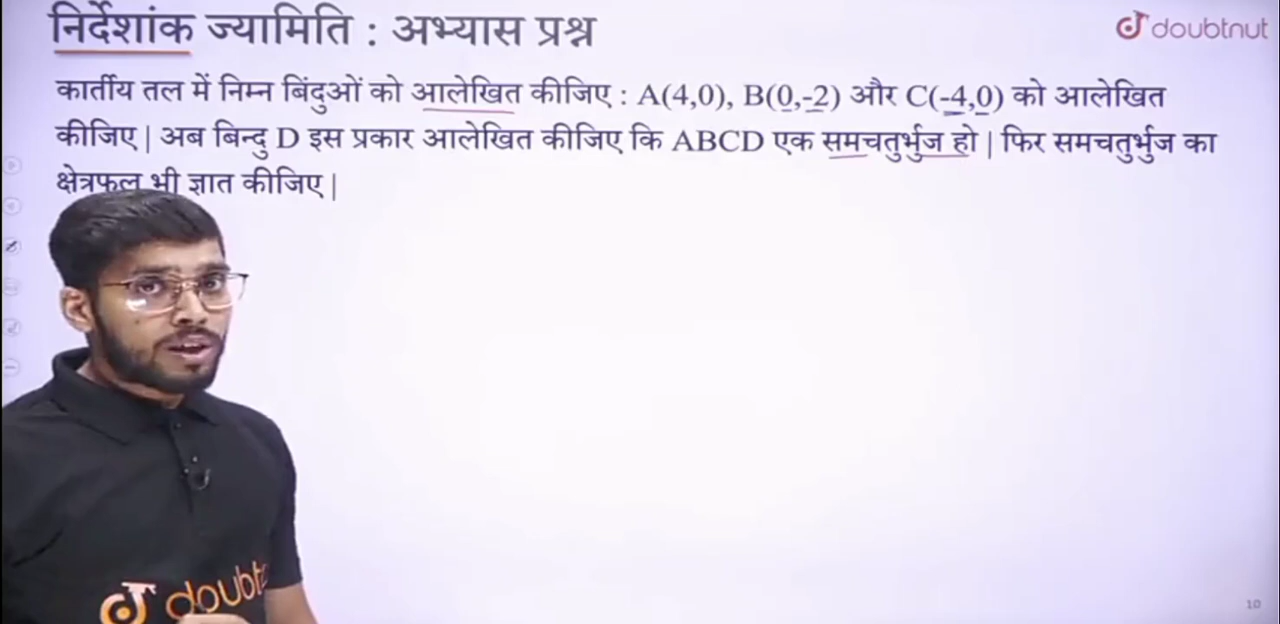 निर्देशांक ज्यामिति : अभ्यास प्रश्न
doubtnut
कार्तीय तल में निम्न बिंदुओं को आलेखित कीजिए : A(4,0), B(0,-2) और C(-4,0) को आलेखित
कीजिए | अब बिन्दु D इस प्रकार आलेखित कीजिए कि ABCD एक समचतुर्भुज हो | फिर समचतुर्भुज का
क्षेत्रफल भी ज्ञात कीजिए |
doubt
10